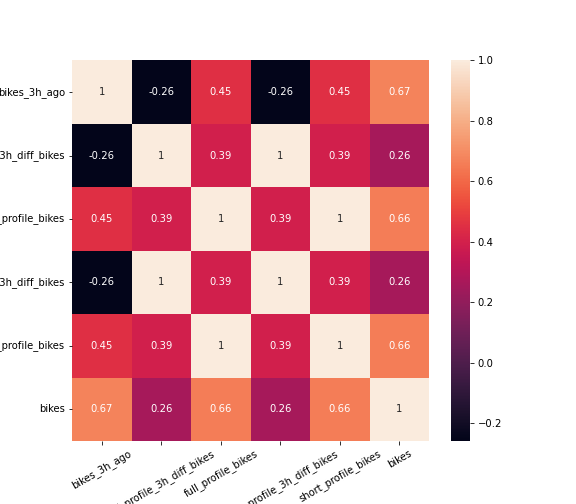 bikes_3h_ago 1 -0.26 0.45 -0.26 0.45 0.67
3h_diff_bikes -0.26 1 0.39 1 0.39 0.26
_profile_bikes 0.45 0.39 1 0.39 1 0.66
3h_diff_bikes -0.26 1 0.39 1 0.39 0.26
_profile_bikes 0.45 0.39 1 0.39 1 0.66
bikes 0.67 0.26 0.66 0.26 0.66 1
bikes_3h_ago
_profile_3h_diff_bikes
full_profile_bikes
_profile_3h_diff_bikes
short_profile_bikes
bikes
1.0
0.8
0.6
0.4
0.2
0.0
−0.2